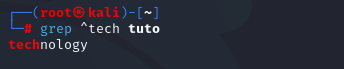 ┌──(root㉿kali)-[~]
└─# grep ^tech tuto
technology